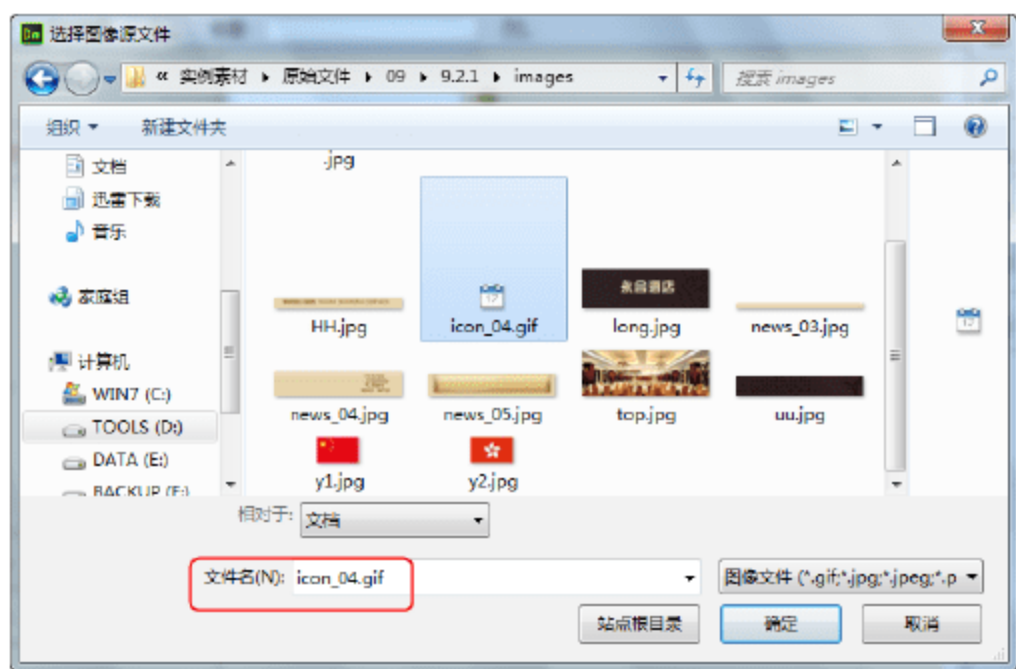 Dw 选择图像源文件
« 实例素材 ▸ 原始文件 ▸ 09 ▸ 9.2.1 ▸ images
搜索 images
组织 新建文件夹
文档
迅雷下载
音乐
家庭组
计算机
WIN7 (C:)
TOOLS (D:)
DATA (E:)
BACKUP (F:)
.jpg
HH.jpg icon_04.gif long.jpg news_03.jpg
永昌酒店
news_04.jpg news_05.jpg top.jpg uu.jpg
y1.jpg y2.jpg
相对于: 文档
文件名(N): icon_04.gif
图像文件 (*.gif;*.jpg;*.jpeg;*.p
站点根目录 确定 取消